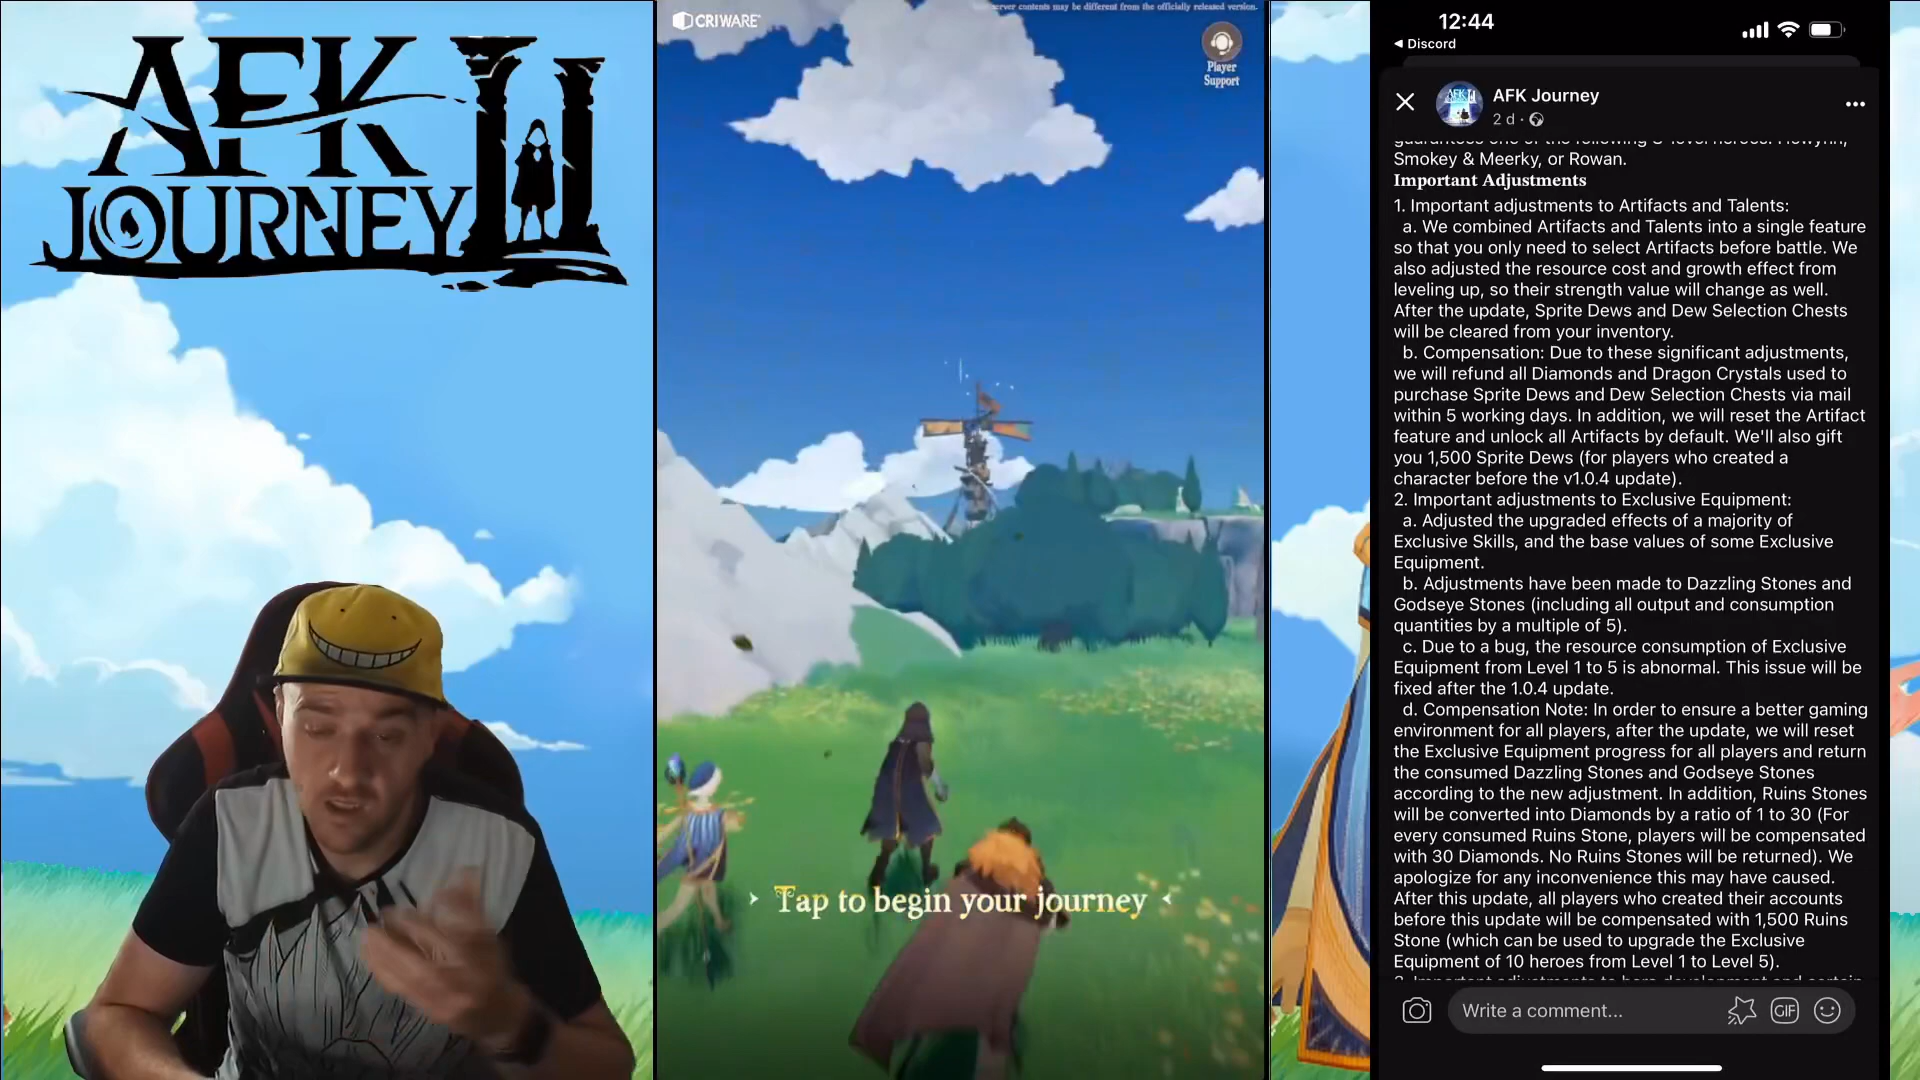 AFK
JOURNEY
CRIWARE
server contents may be different from the officially released version.
Player
Support
Tap to begin your journey
12:44
Discord
AFK Journey
2 d ·
Smokey & Meerky, or Rowan.
Important Adjustments
1. Important adjustments to Artifacts and Talents:
a. We combined Artifacts and Talents into a single feature
so that you only need to select Artifacts before battle. We
also adjusted the resource cost and growth effect from
leveling up, so their strength value will change as well.
After the update, Sprite Dews and Dew Selection Chests
will be cleared from your inventory.
b. Compensation: Due to these significant adjustments,
we will refund all Diamonds and Dragon Crystals used to
purchase Sprite Dews and Dew Selection Chests via mail
within 5 working days. In addition, we will reset the Artifact
feature and unlock all Artifacts by default. We'll also gift
you 1,500 Sprite Dews (for players who created a
character before the v1.0.4 update).
2. Important adjustments to Exclusive Equipment:
a. Adjusted the upgraded effects of a majority of
Exclusive Skills, and the base values of some Exclusive
Equipment.
b. Adjustments have been made to Dazzling Stones and
Godseye Stones (including all output and consumption
quantities by a multiple of 5).
c. Due to a bug, the resource consumption of Exclusive
Equipment from Level 1 to 5 is abnormal. This issue will be
fixed after the 1.0.4 update.
d. Compensation Note: In order to ensure a better gaming
environment for all players, after the update, we will reset
the Exclusive Equipment progress for all players and return
the consumed Dazzling Stones and Godseye Stones
according to the new adjustment. In addition, Ruins Stones
will be converted into Diamonds by a ratio of 1 to 30 (For
every consumed Ruins Stone, players will be compensated
with 30 Diamonds. No Ruins Stones will be returned). We
apologize for any inconvenience this may have caused.
After this update, all players who created their accounts
before this update will be compensated with 1,500 Ruins
Stone (which can be used to upgrade the Exclusive
Equipment of 10 heroes from Level 1 to Level 5).
Write a comment...
GIF